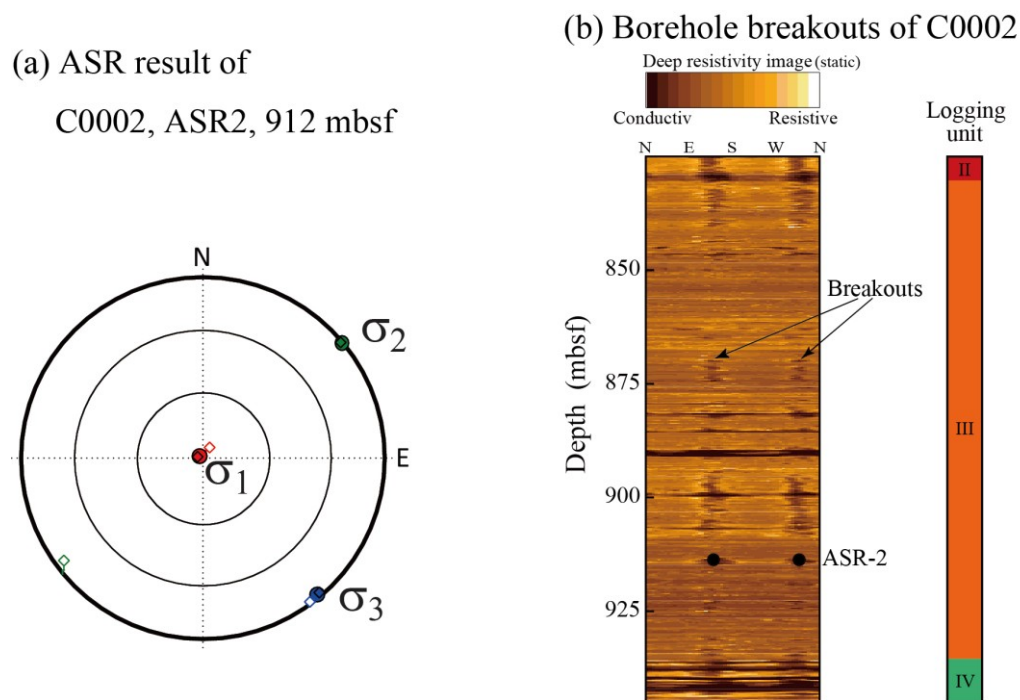 (a) ASR result of
C0002, ASR2, 912 mbsf
N
E
σ2
σ1
σ3
(b) Borehole breakouts of C0002
Deep resistivity image (static)
Conductiv Resistive
N E S W N
Logging
unit
II
III
IV
Depth (mbsf)
850
875
900
925
Breakouts
ASR-2